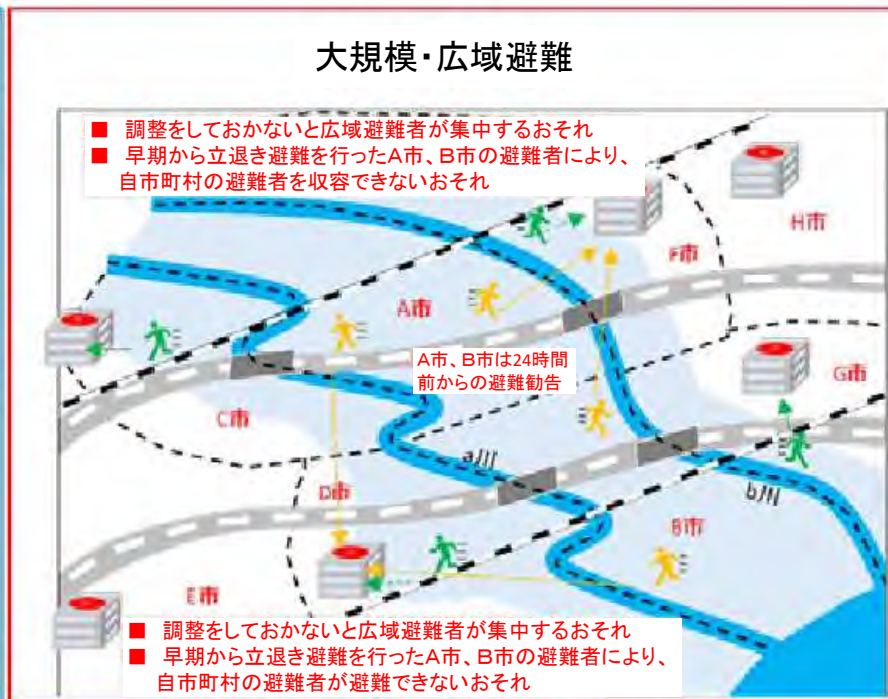 大規模・広域避難
■ 調整をしておかないと広域避難者が集中するおそれ
■ 早期から立退き避難を行ったA市、B市の避難者により、
自市町村の避難者を収容できないおそれ
H市
F市
A市
A市、B市は24時間
前からの避難勧告
G市
C市
a川
D市
b川
B市
E市
■ 調整をしておかないと広域避難者が集中するおそれ
■ 早期から立退き避難を行ったA市、B市の避難者により、
自市町村の避難者が避難できないおそれ